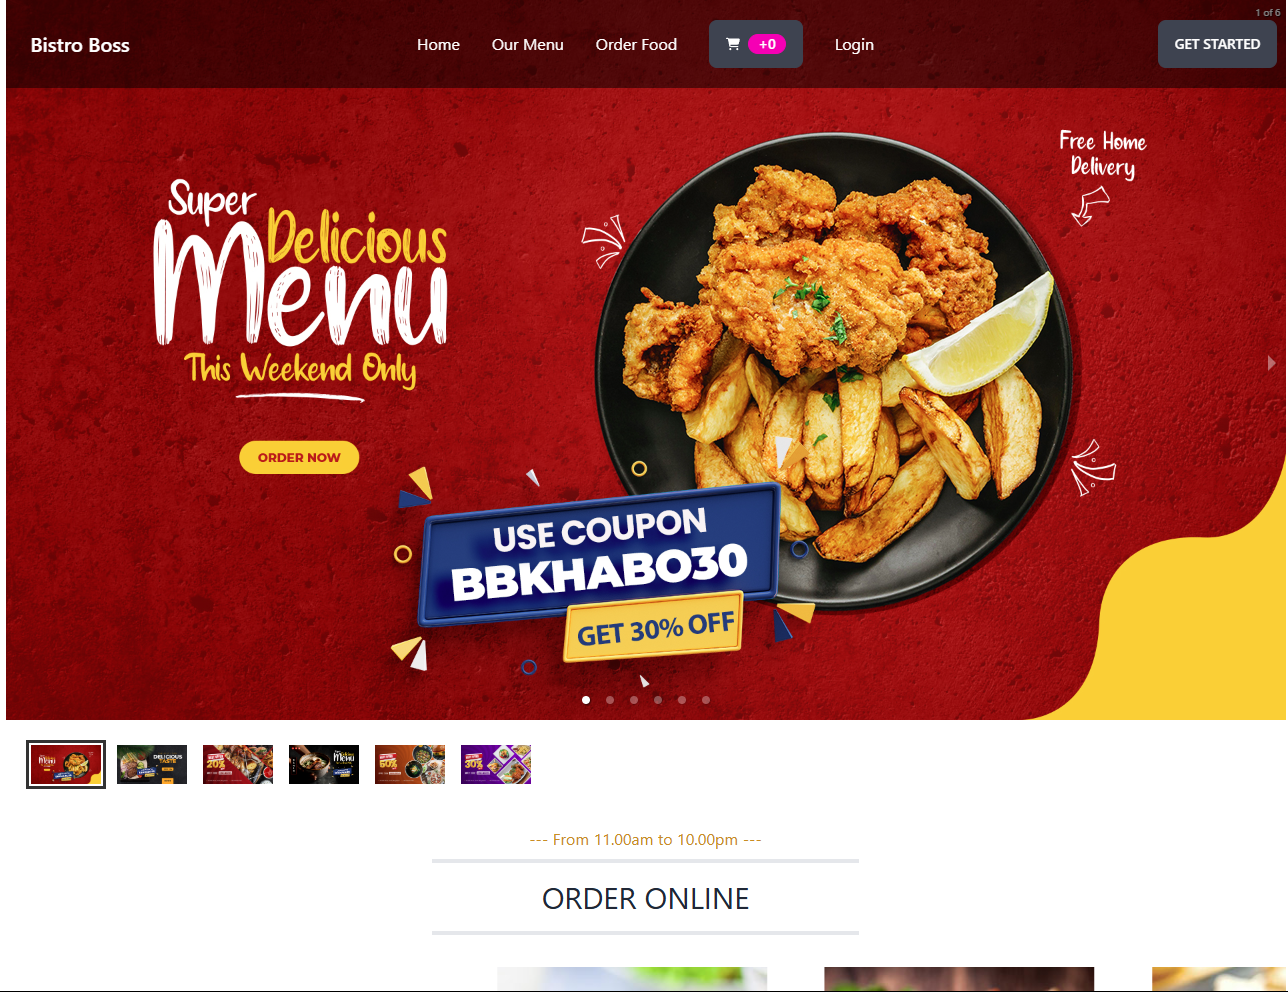 1 of 6
Bistro Boss
Home
Our Menu
Order Food
+0
Login
GET STARTED
Free Home
Delivery
Super
Delicious
Menu
This Weekend Only
ORDER NOW
USE COUPON
BBKHABO30
GET 30% OFF
--- From 11.00am to 10.00pm ---
ORDER ONLINE